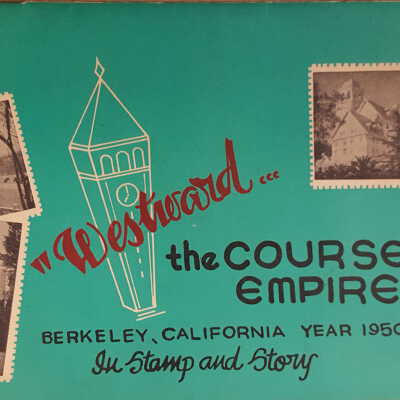 "Westward...
the COURSE
EMPIRE
BERKELEY, CALIFORNIA YEAR 1950
In Stamp and Story